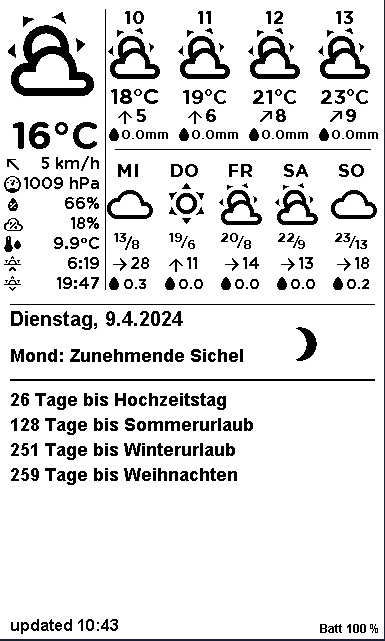 16°C
5 km/h
1009 hPa
66%
18%
9.9°C
6:19
19:47
10 11 12 13
18°C 19°C 21°C 23°C
↑5 ↑6 ↗8 ↗9
0.0mm 0.0mm 0.0mm 0.0mm
MI DO FR SA SO
13/8 19/6 20/8 22/9 23/13
→28 ↑11 →14 →13 →18
0.3 0.0 0.0 0.0 0.2
Dienstag, 9.4.2024
Mond: Zunehmende Sichel
26 Tage bis Hochzeitstag
128 Tage bis Sommerurlaub
251 Tage bis Winterurlaub
259 Tage bis Weihnachten
updated 10:43
Batt 100 %